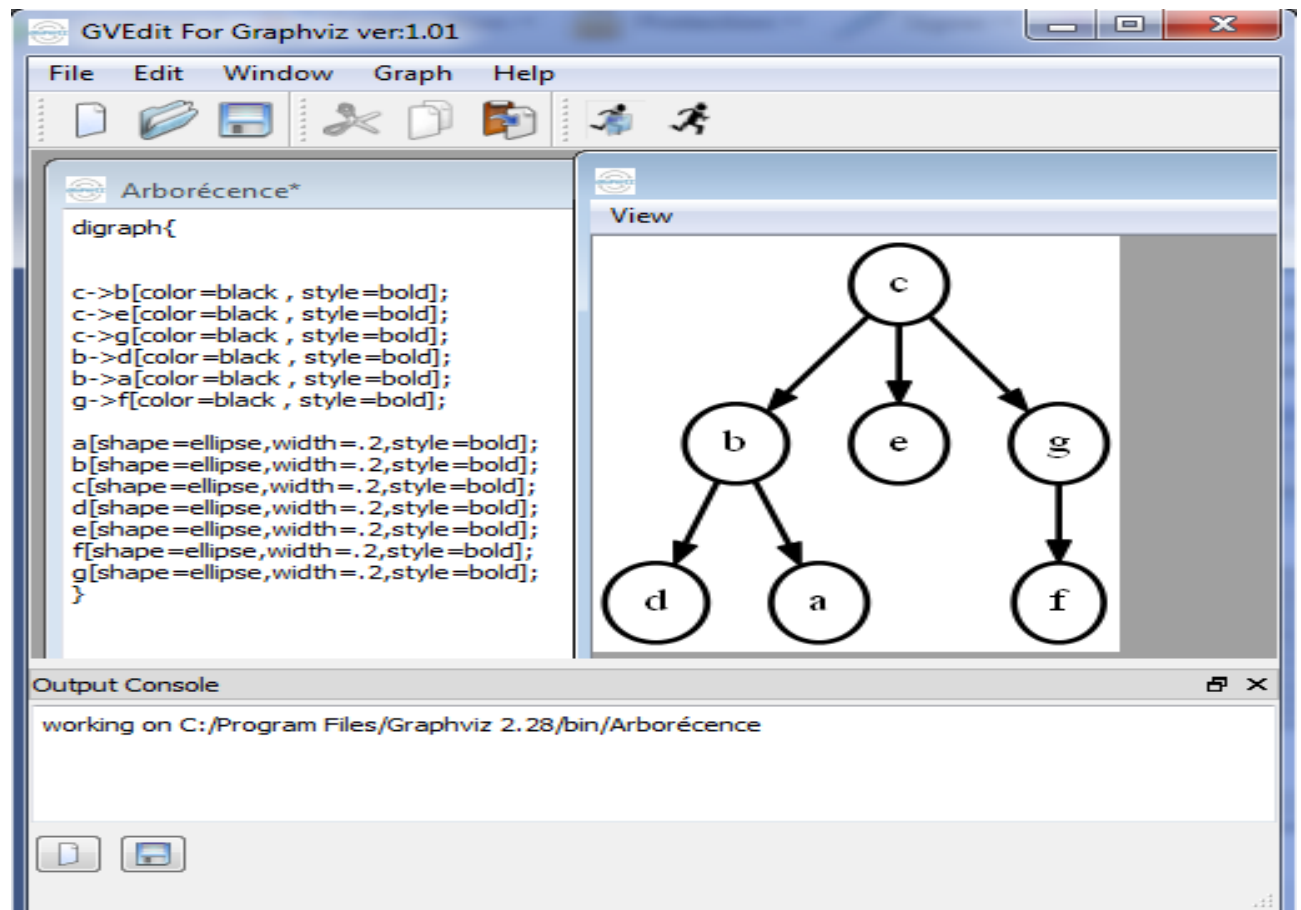 GVEdit For Graphviz ver:1.01
File Edit Window Graph Help
Arborécence*
digraph{
c->b[color=black , style=bold];
c->e[color=black , style=bold];
c->g[color=black , style=bold];
b->d[color=black , style=bold];
b->a[color=black , style=bold];
g->f[color=black , style=bold];
a[shape=ellipse,width=.2,style=bold];
b[shape=ellipse,width=.2,style=bold];
c[shape=ellipse,width=.2,style=bold];
d[shape=ellipse,width=.2,style=bold];
e[shape=ellipse,width=.2,style=bold];
f[shape=ellipse,width=.2,style=bold];
g[shape=ellipse,width=.2,style=bold];
}
View
c
b e g
d a f
Output Console
working on C:/Program Files/Graphviz 2.28/bin/Arborécence